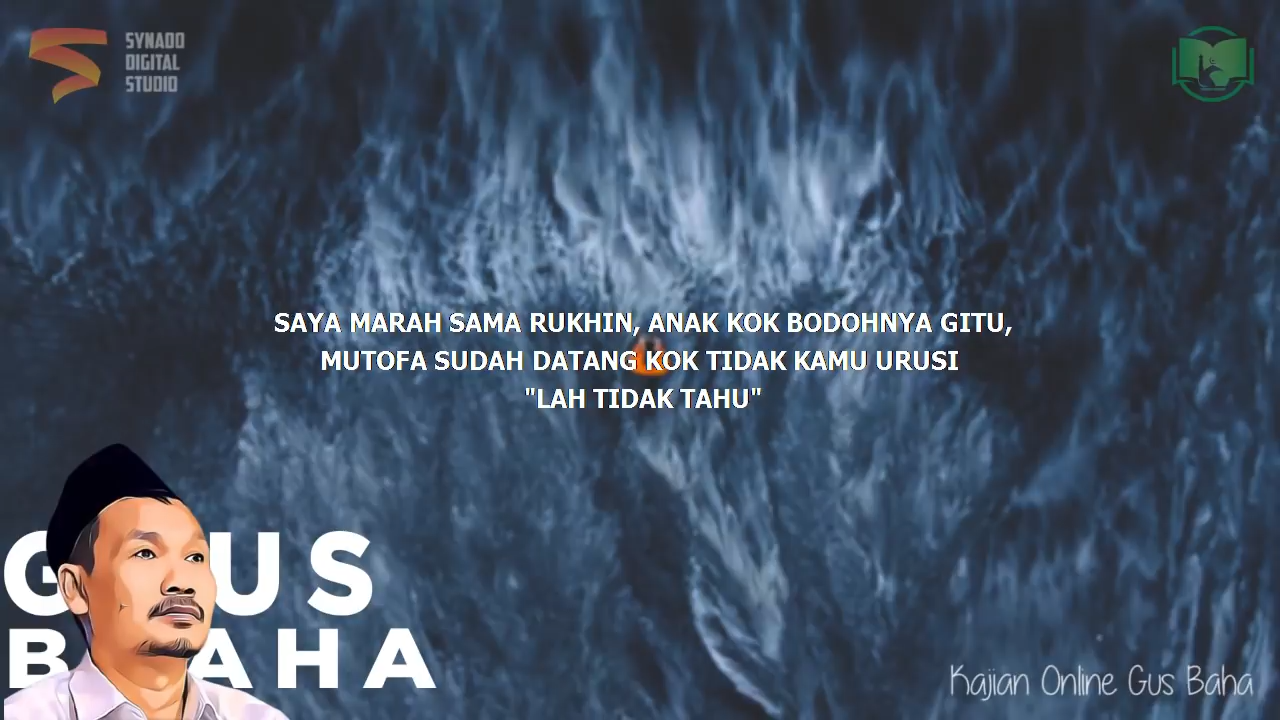 SYNADO
DIGITAL
STUDIO
SAYA MARAH SAMA RUKHIN, ANAK KOK BODOHNYA GITU,
MUTOFA SUDAH DATANG KOK TIDAK KAMU URUSI
"LAH TIDAK TAHU"
GUS
BAHA
Kajian Online Gus Baha